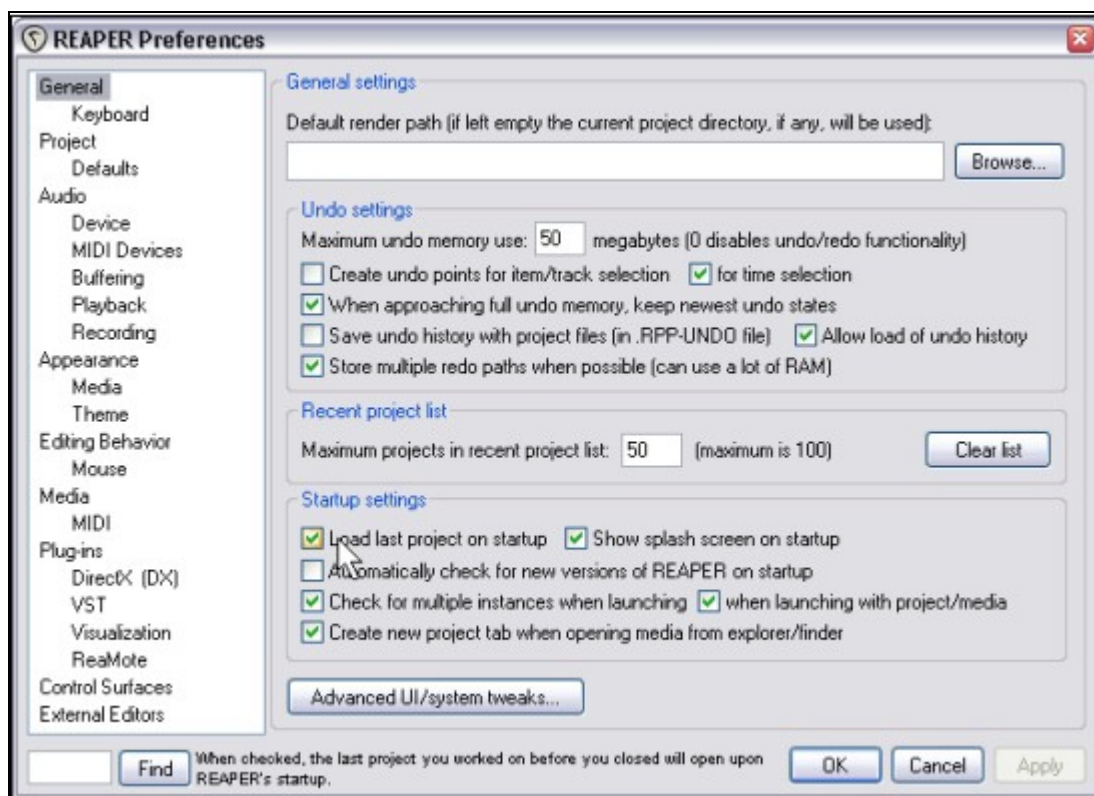 REAPER Preferences
General
Keyboard
Project
Defaults
Audio
Device
MIDI Devices
Buffering
Playback
Recording
Appearance
Media
Theme
Editing Behavior
Mouse
Media
MIDI
Plug-ins
DirectX (DX)
VST
Visualization
ReaMote
Control Surfaces
External Editors
General settings
Default render path (if left empty the current project directory, if any, will be used):
Browse...
Undo settings
Maximum undo memory use: 50 megabytes (0 disables undo/redo functionality)
Create undo points for item/track selection for time selection
When approaching full undo memory, keep newest undo states
Save undo history with project files (in .RPP-UNDO file) Allow load of undo history
Store multiple redo paths when possible (can use a lot of RAM)
Recent project list
Maximum projects in recent project list: 50 (maximum is 100) Clear list
Startup settings
Load last project on startup Show splash screen on startup
Automatically check for new versions of REAPER on startup
Check for multiple instances when launching when launching with project/media
Create new project tab when opening media from explorer/finder
Advanced UI/system tweaks...
Find
When checked, the last project you worked on before you closed will open upon
REAPER's startup.
OK Cancel Apply